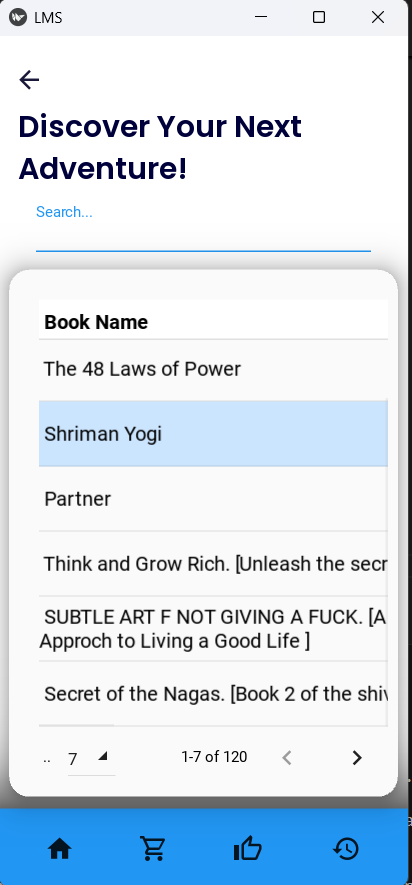 LMS
Discover Your Next
Adventure!
Search...
Book Name
The 48 Laws of Power
Shriman Yogi
Partner
Think and Grow Rich. [Unleash the secr
SUBTLE ART F NOT GIVING A FUCK. [A
Approch to Living a Good Life ]
Secret of the Nagas. [Book 2 of the shiv
.. 7 1-7 of 120